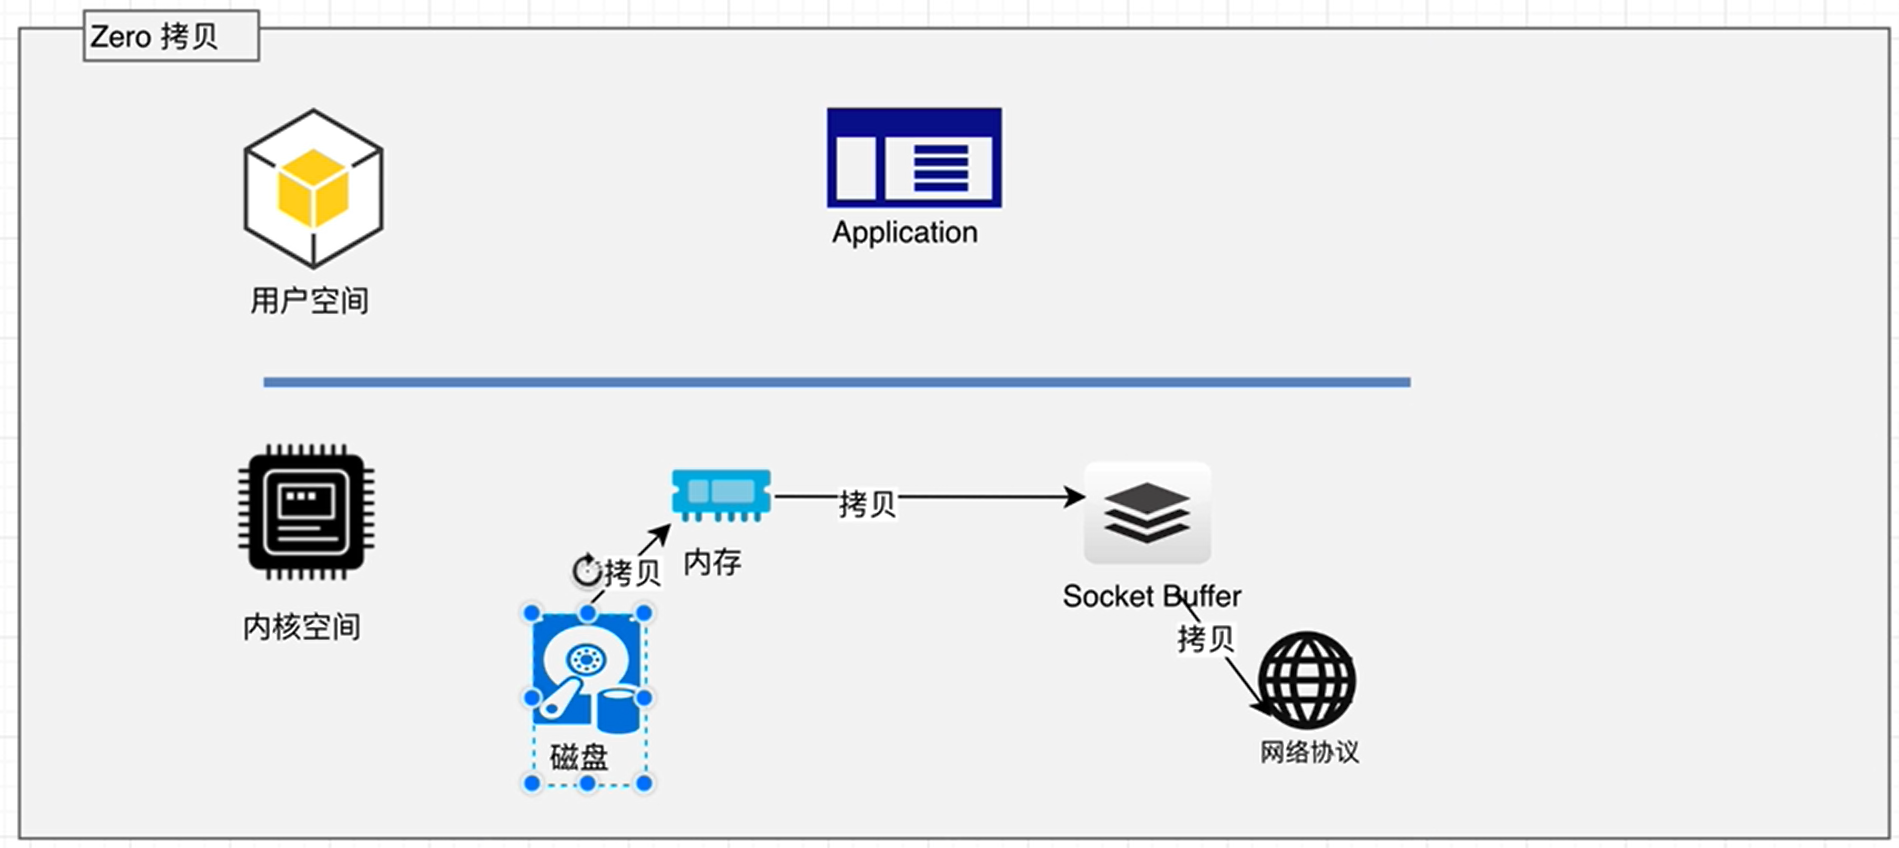 Zero 拷贝
Application
用户空间
拷贝
拷贝
内存
Socket Buffer
内核空间
拷贝
磁盘
网络协议